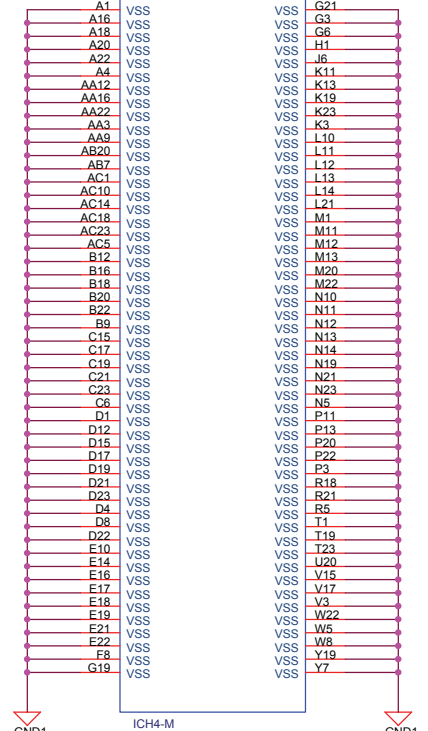 A1 VSS VSS G21
A16 VSS VSS G3
A18 VSS VSS G6
A20 VSS VSS H1
A22 VSS VSS J6
A4 VSS VSS K11
AA12 VSS VSS K13
AA16 VSS VSS K19
AA22 VSS VSS K23
AA3 VSS VSS K3
AA9 VSS VSS L10
AB20 VSS VSS L11
AB7 VSS VSS L12
AC1 VSS VSS L13
AC10 VSS VSS L14
AC14 VSS VSS L21
AC18 VSS VSS M1
AC23 VSS VSS M11
AC5 VSS VSS M12
B12 VSS VSS M13
B16 VSS VSS M20
B18 VSS VSS M22
B20 VSS VSS N10
B22 VSS VSS N11
B9 VSS VSS N12
C15 VSS VSS N13
C17 VSS VSS N14
C19 VSS VSS N19
C21 VSS VSS N21
C23 VSS VSS N23
C6 VSS VSS N5
D1 VSS VSS P11
D12 VSS VSS P13
D15 VSS VSS P20
D17 VSS VSS P22
D19 VSS VSS P3
D21 VSS VSS R18
D23 VSS VSS R21
D4 VSS VSS R5
D8 VSS VSS T1
D22 VSS VSS T19
E10 VSS VSS T23
E14 VSS VSS U20
E16 VSS VSS V15
E17 VSS VSS V17
E18 VSS VSS V3
E19 VSS VSS W22
E21 VSS VSS W5
E22 VSS VSS W8
F8 VSS VSS Y19
G19 VSS VSS Y7
ICH4-M
GND1 GND1